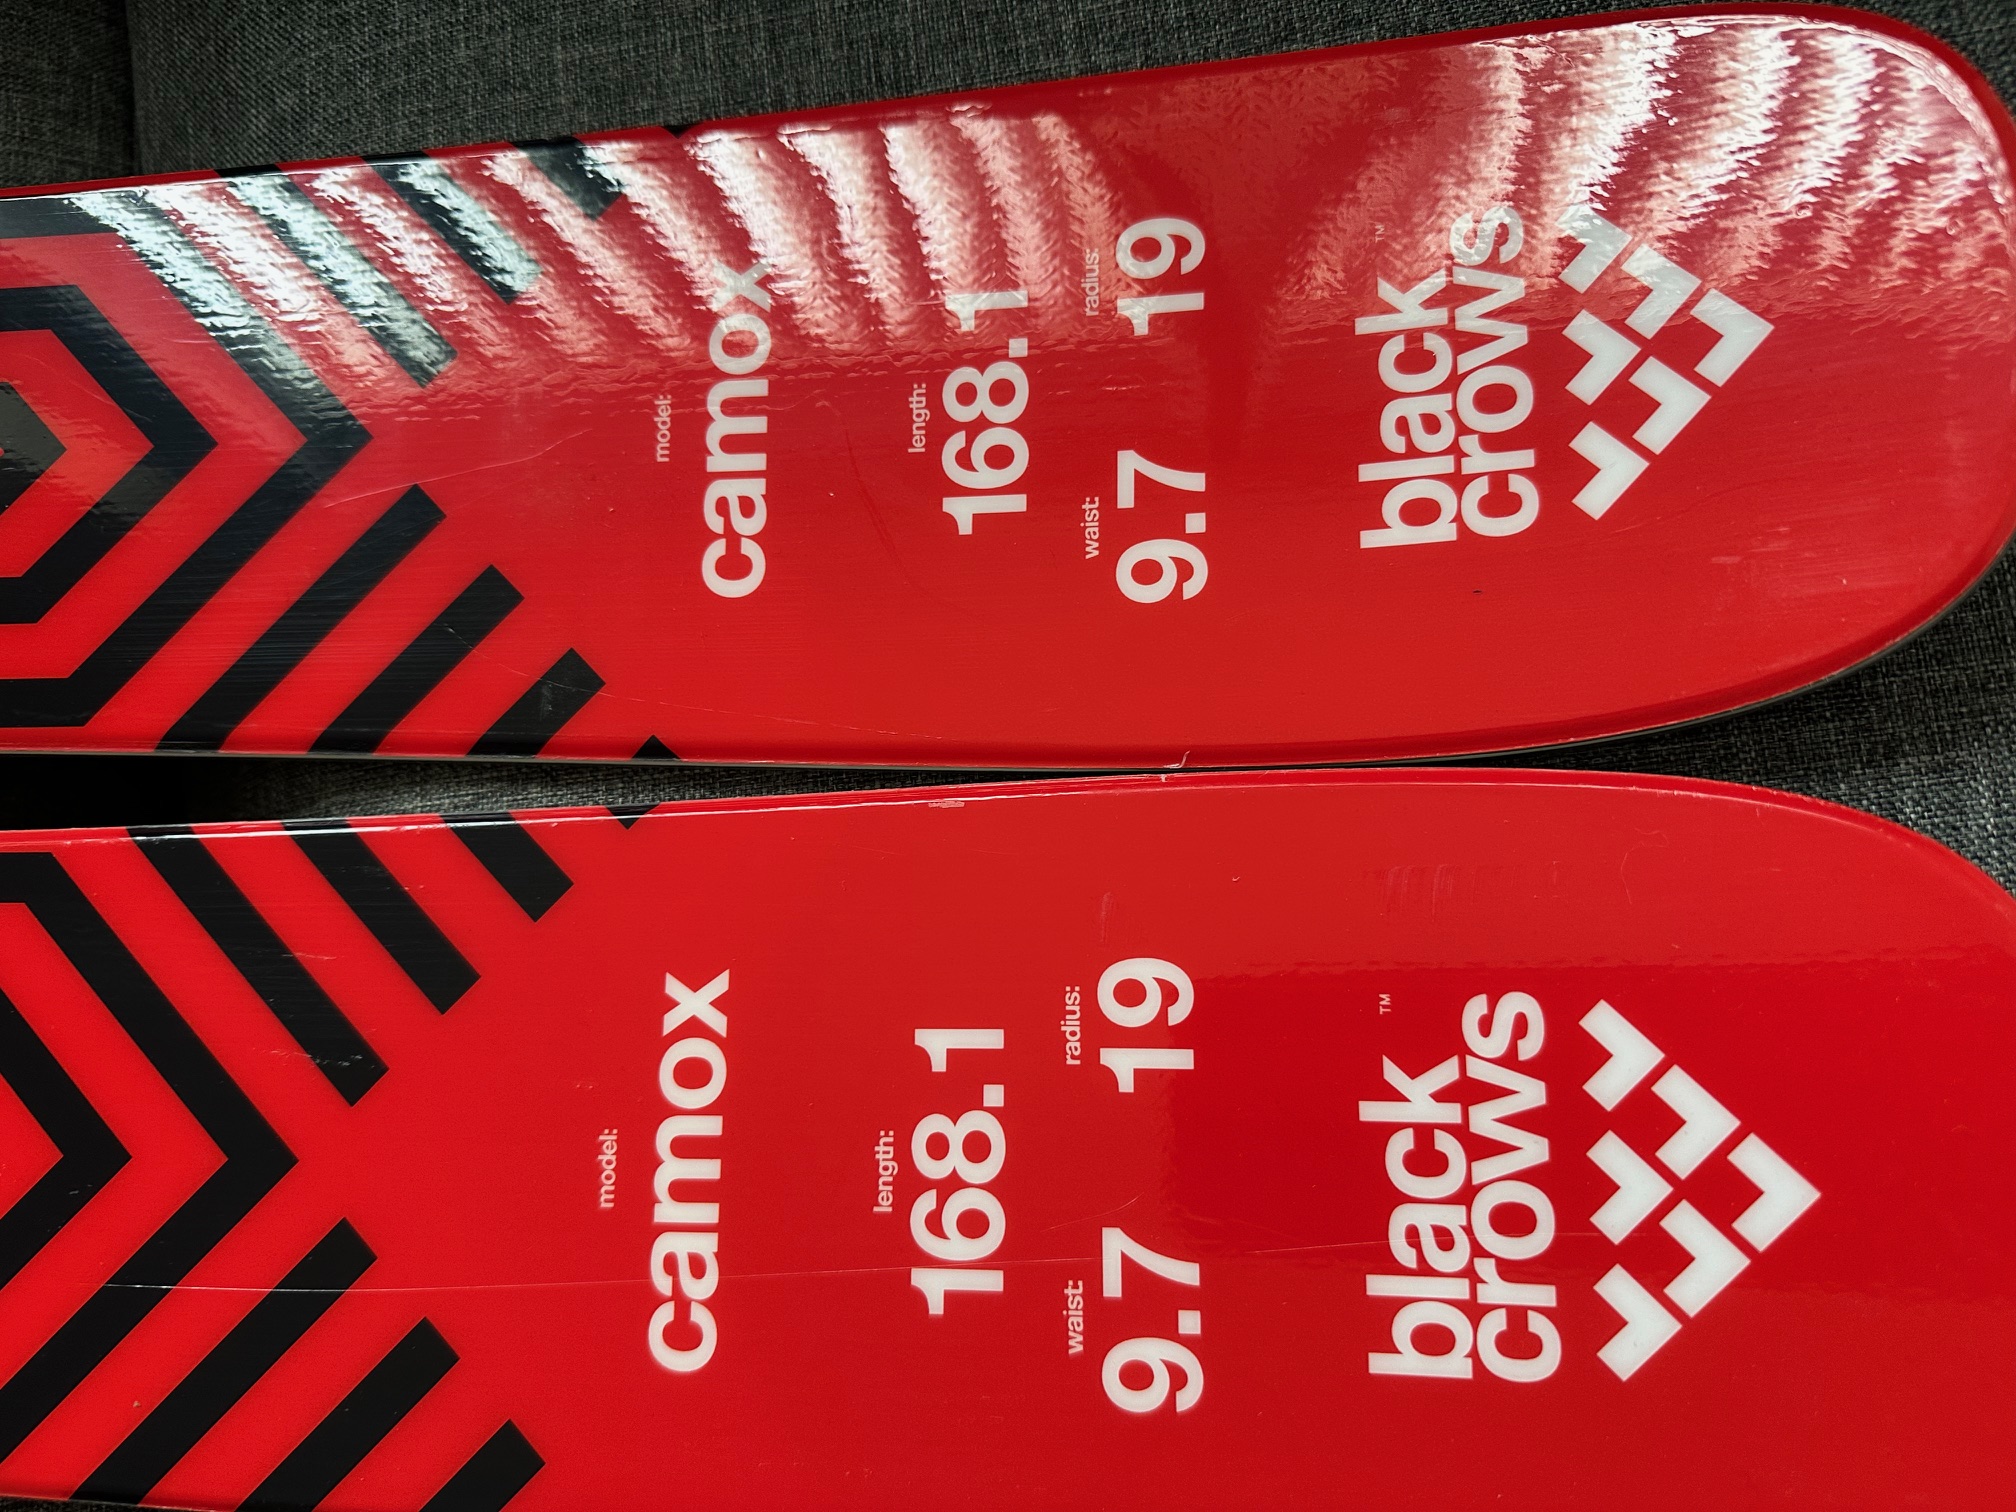 model:
camox
length:
168.1
waist: radius:
9.7 19
black ™
crows
model:
camox
length:
168.1
waist: radius:
9.7 19
black ™
crows